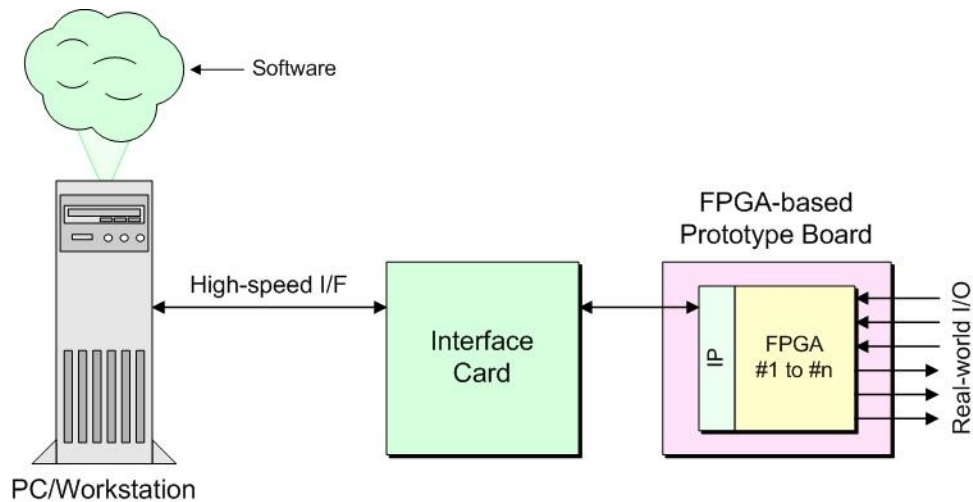 Software
FPGA-based
Prototype Board
High-speed I/F
Interface
Card
IP
FPGA
#1 to #n
Real-world I/O
PC/Workstation